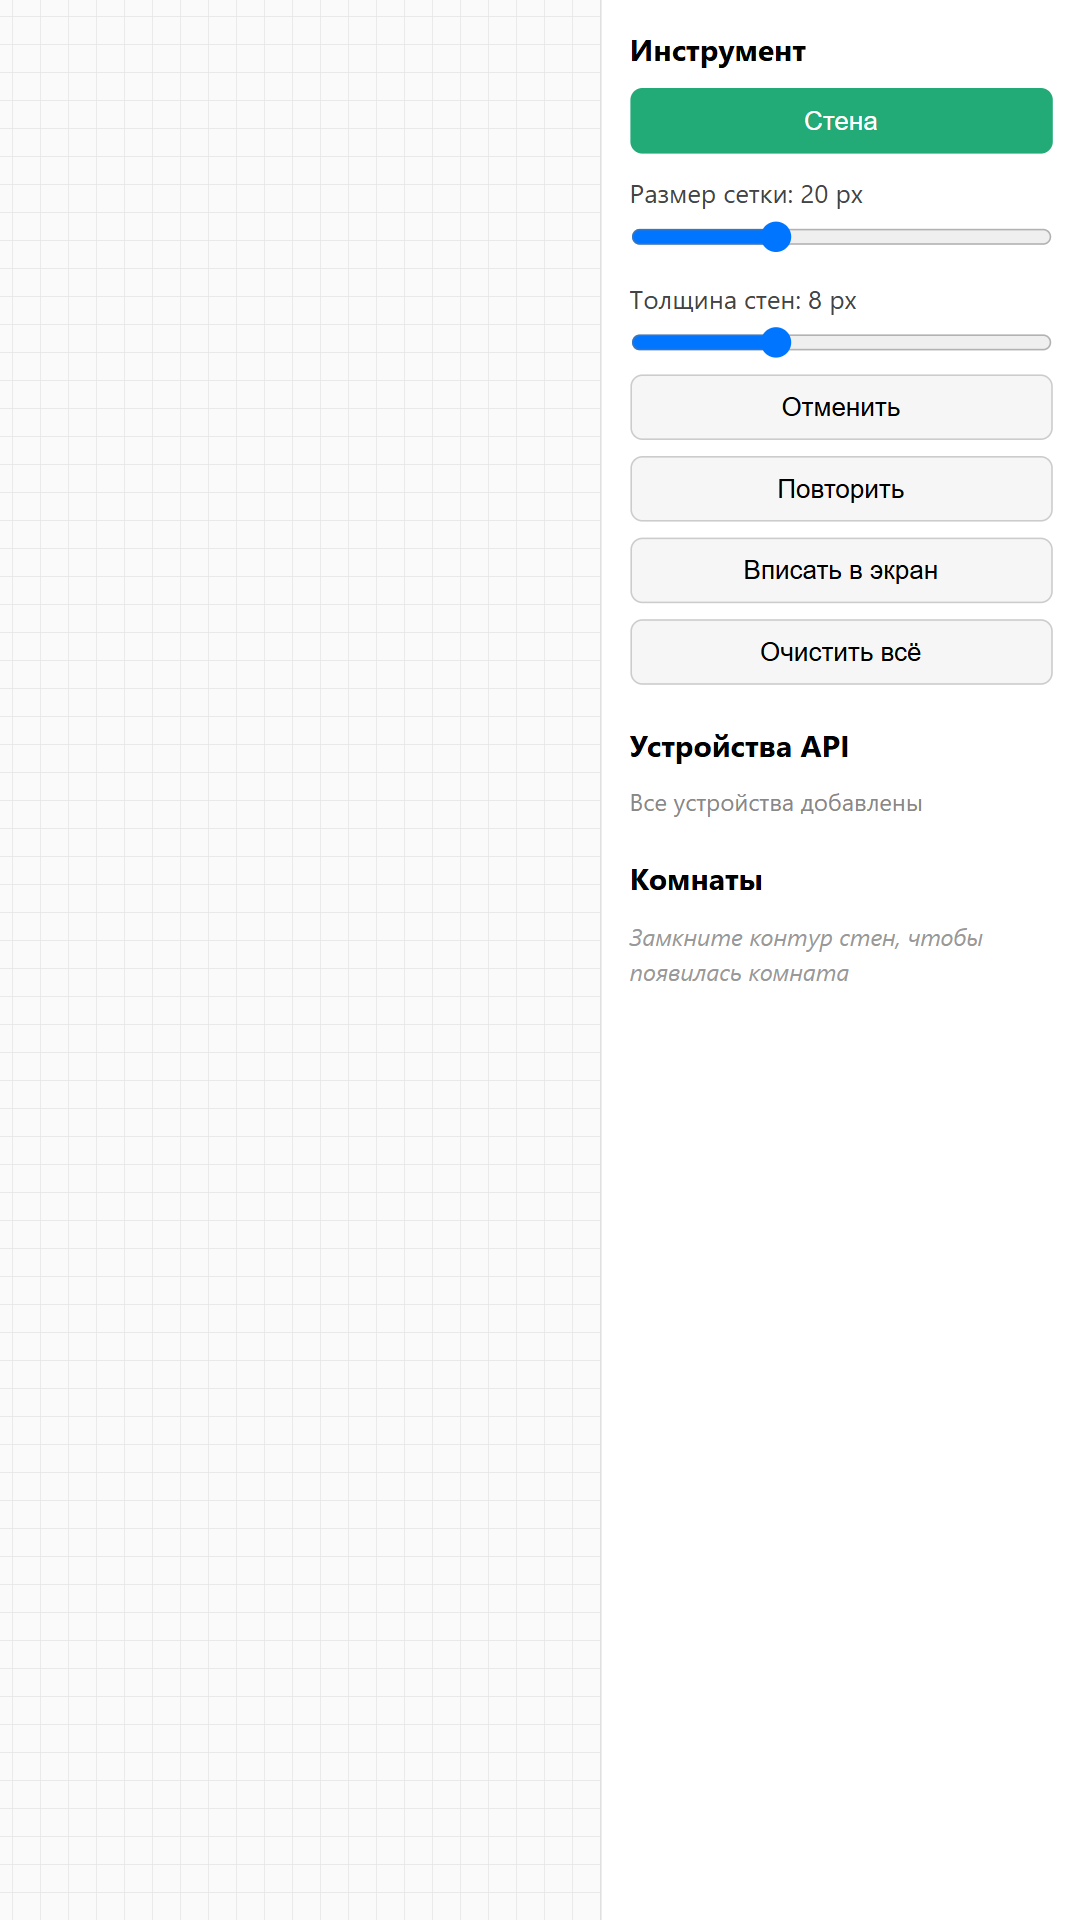 Инструмент
Стена
Размер сетки: 20 px
Толщина стен: 8 px
Отменить
Повторить
Вписать в экран
Очистить всё
Устройства API
Все устройства добавлены
Комнаты
Замкните контур стен, чтобы
появилась комната